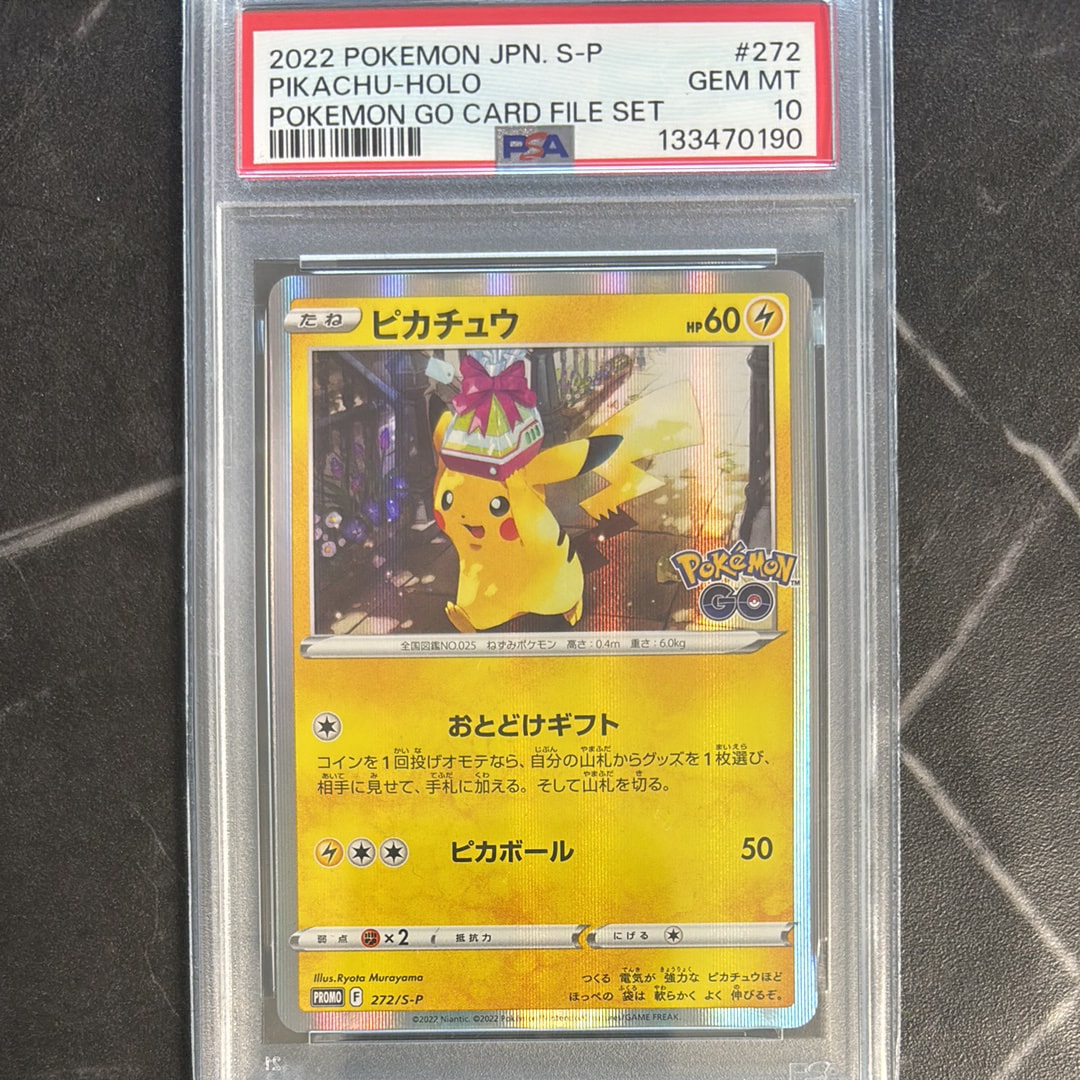 2022 POKEMON JPN. S-P #272
PIKACHU-HOLO GEM MT
POKEMON GO CARD FILE SET 10
PSA 133470190
たね ピカチュウ HP60
Pokémon GO™
全国図鑑NO.025 ねずみポケモン 高さ:0.4m 重さ:6.0kg
おとどけギフト
コインを1回投げオモテなら、自分の山札からグッズを1枚選び、
相手に見せて、手札に加える。そして山札を切る。
ピカボール 50
弱点 ×2 抵抗力 にげる
Illus.Ryota Murayama
つくる 電気が 強力な ピカチュウほど
ほっぺの 袋は 軟らかく よく 伸びるぞ。
PROMO F 272/S-P
©2022 Niantic. ©2022 /GAME FREAK.